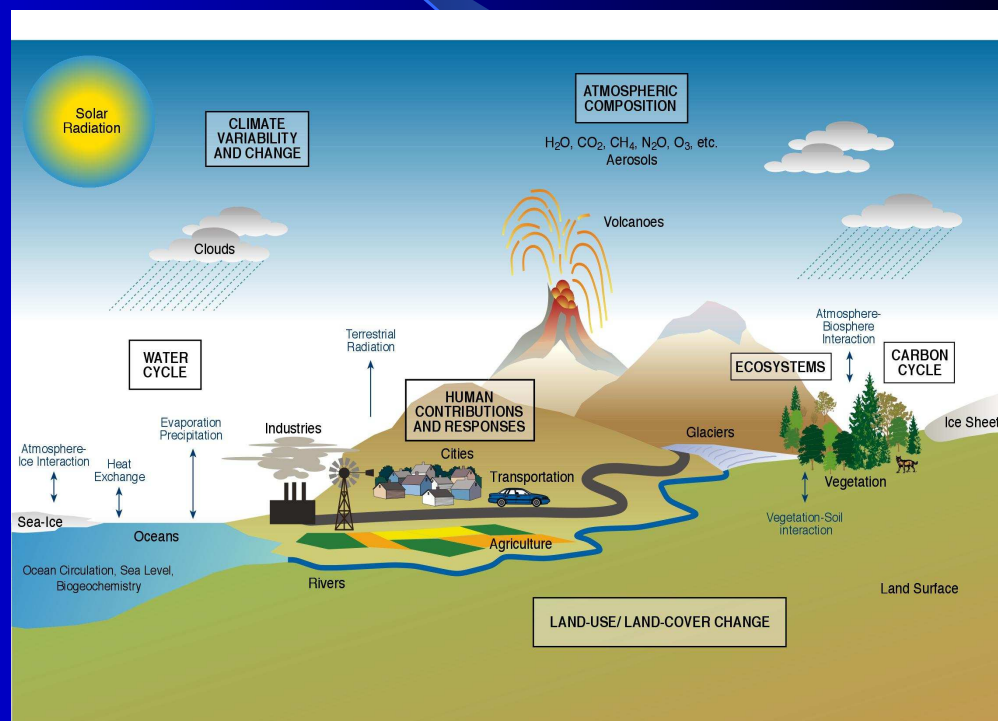 Solar
Radiation
CLIMATE
VARIABILITY
AND CHANGE
ATMOSPHERIC
COMPOSITION
H₂O, CO₂, CH₄, N₂O, O₃, etc.
Aerosols
Clouds
Volcanoes
Terrestrial
Radiation
Atmosphere-
Biosphere
Interaction
WATER
CYCLE
ECOSYSTEMS
CARBON
CYCLE
HUMAN
CONTRIBUTIONS
AND RESPONSES
Evaporation
Precipitation
Industries
Glaciers
Ice Sheet
Atmosphere-
Ice Interaction
Heat
Exchange
Cities
Transportation
Vegetation
Sea-Ice
Oceans
Agriculture
Vegetation-Soil
interaction
Ocean Circulation, Sea Level,
Biogeochemistry
Rivers
Land Surface
LAND-USE/ LAND-COVER CHANGE